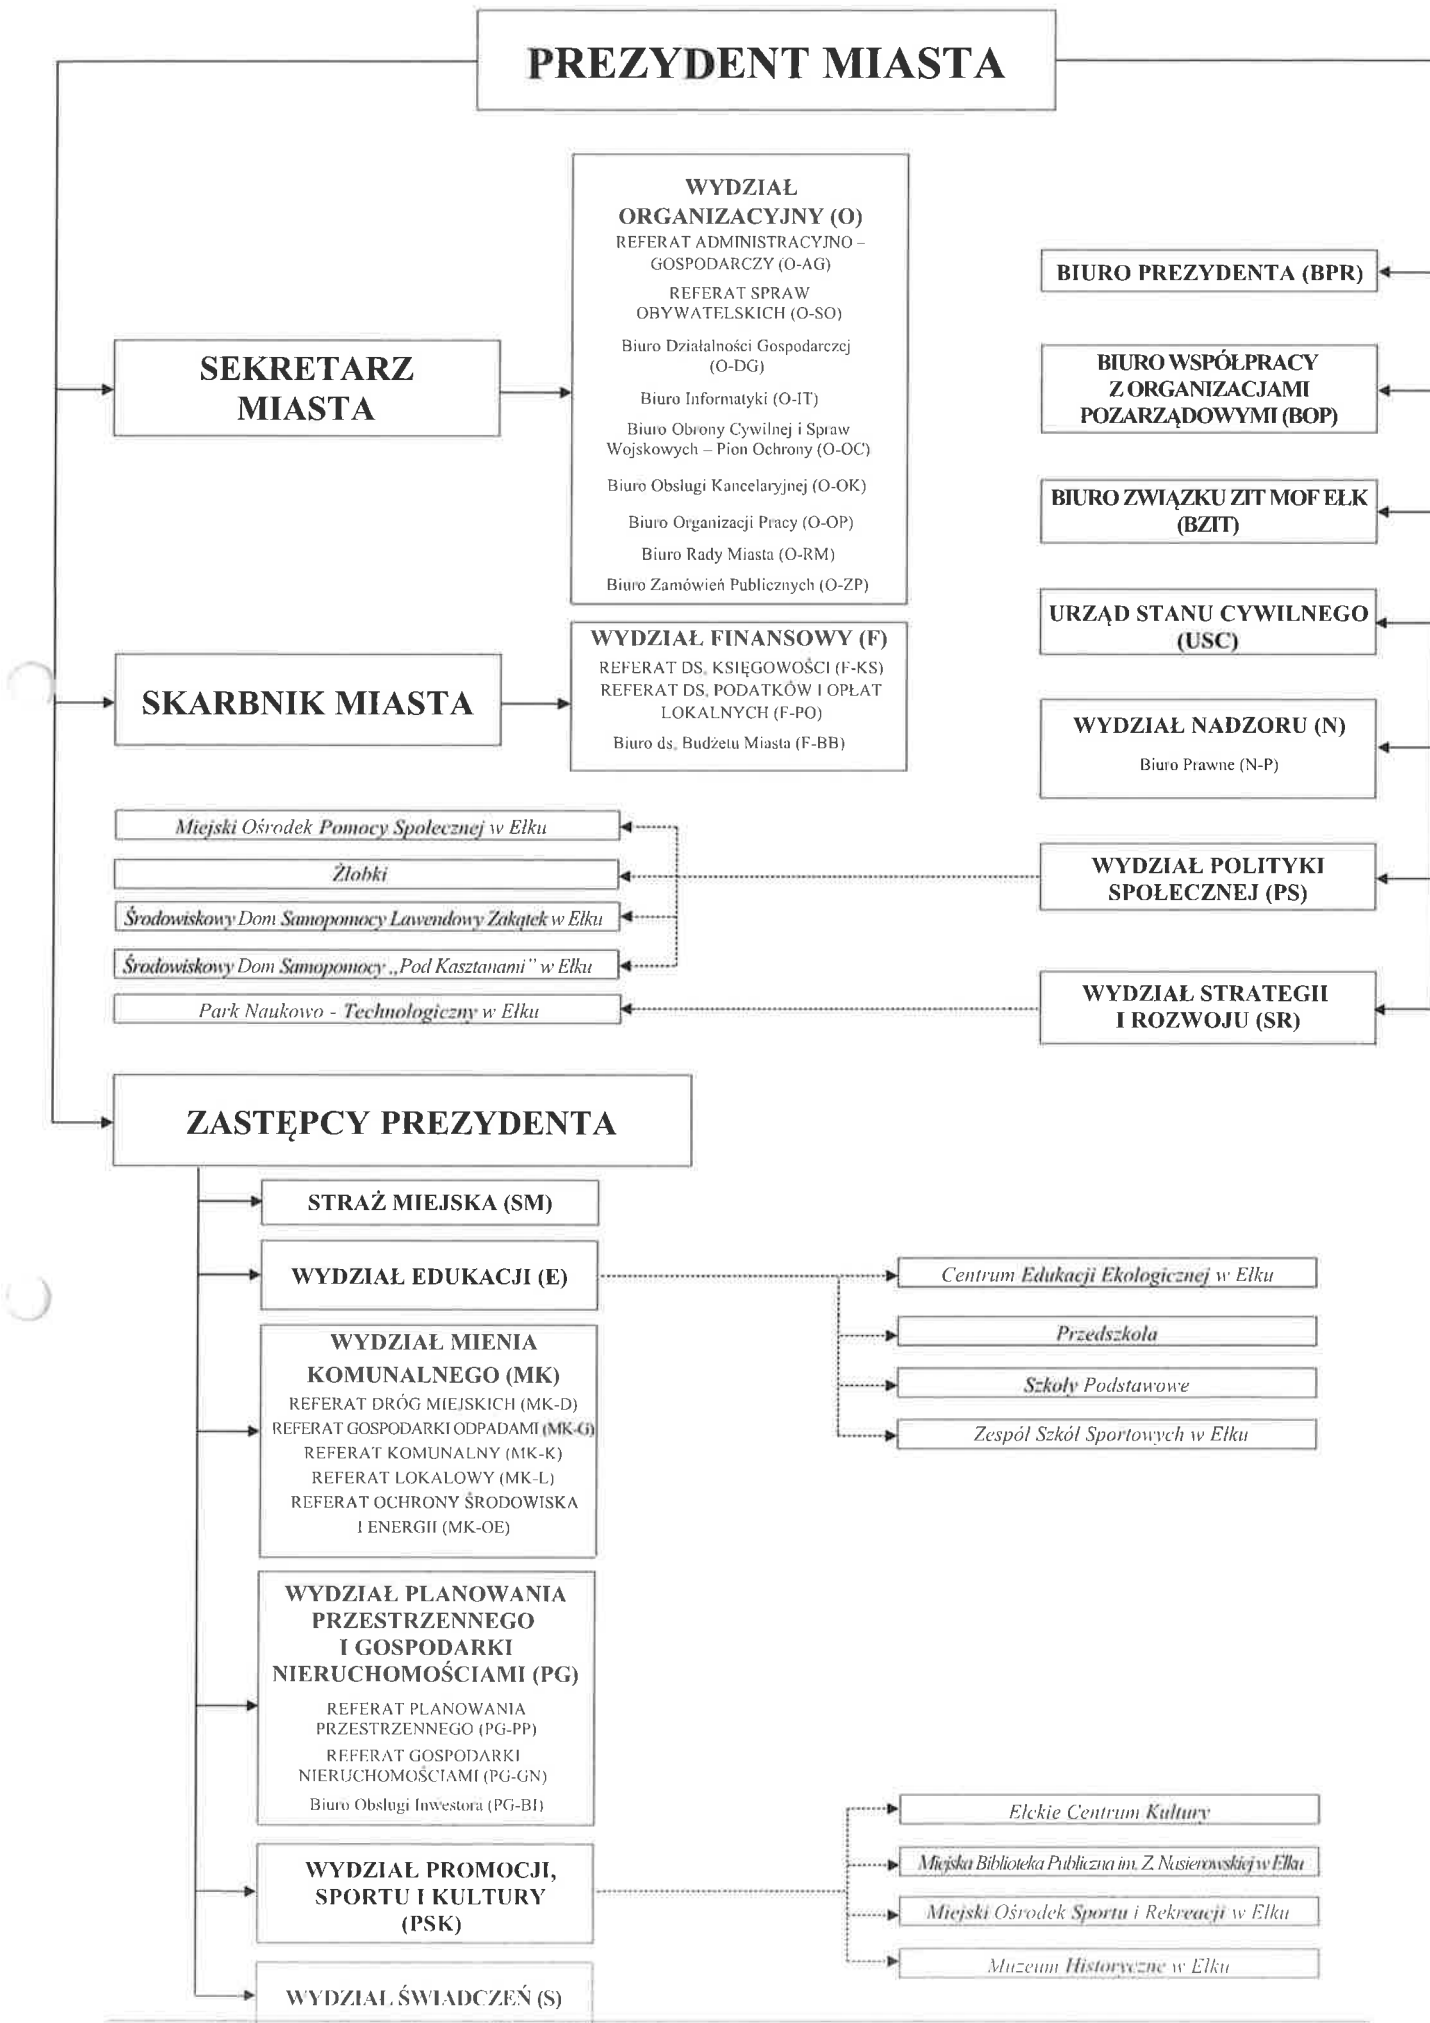 PREZYDENT MIASTA
WYDZIAŁ
ORGANIZACYJNY (O)
REFERAT ADMINISTRACYJNO –
GOSPODARCZY (O-AG)
REFERAT SPRAW
OBYWATELSKICH (O-SO)
Biuro Działalności Gospodarczej
(O-DG)
Biuro Informatyki (O-IT)
Biuro Obrony Cywilnej i Spraw
Wojskowych – Pion Ochrony (O-OC)
Biuro Obsługi Kancelaryjnej (O-OK)
Biuro Organizacji Pracy (O-OP)
Biuro Rady Miasta (O-RM)
Biuro Zamówień Publicznych (O-ZP)
SEKRETARZ
MIASTA
BIURO PREZYDENTA (BPR)
BIURO WSPÓŁPRACY
Z ORGANIZACJAMI
POZARZĄDOWYMI (BOP)
BIURO ZWIĄZKU ZIT MOF EŁK
(BZIT)
URZĄD STANU CYWILNEGO
(USC)
WYDZIAŁ FINANSOWY (F)
REFERAT DS. KSIĘGOWOŚCI (F-KS)
REFERAT DS. PODATKÓW I OPŁAT
LOKALNYCH (F-PO)
Biuro ds. Budżetu Miasta (F-BB)
SKARBNIK MIASTA
WYDZIAŁ NADZORU (N)
Biuro Prawne (N-P)
Miejski Ośrodek Pomocy Społecznej w Ełku
Żłobki
Środowiskowy Dom Samopomocy Lawendowy Zakątek w Ełku
Środowiskowy Dom Samopomocy „Pod Kasztanami” w Ełku
Park Naukowo - Technologiczny w Ełku
WYDZIAŁ POLITYKI
SPOŁECZNEJ (PS)
WYDZIAŁ STRATEGII
I ROZWOJU (SR)
ZASTĘPCY PREZYDENTA
STRAŻ MIEJSKA (SM)
WYDZIAŁ EDUKACJI (E)
Centrum Edukacji Ekologicznej w Ełku
Przedszkola
Szkoły Podstawowe
Zespół Szkół Sportowych w Ełku
WYDZIAŁ MIENIA
KOMUNALNEGO (MK)
REFERAT DRÓG MIEJSKICH (MK-D)
REFERAT GOSPODARKI ODPADAMI (MK-G)
REFERAT KOMUNALNY (MK-K)
REFERAT LOKALOWY (MK-L)
REFERAT OCHRONY ŚRODOWISKA
I ENERGII (MK-OE)
WYDZIAŁ PLANOWANIA
PRZESTRZENNEGO
I GOSPODARKI
NIERUCHOMOŚCIAMI (PG)
REFERAT PLANOWANIA
PRZESTRZENNEGO (PG-PP)
REFERAT GOSPODARKI
NIERUCHOMOŚCIAMI (PG-GN)
Biuro Obsługi Inwestora (PG-BI)
WYDZIAŁ PROMOCJI,
SPORTU I KULTURY
(PSK)
Ełckie Centrum Kultury
Miejska Biblioteka Publiczna im. Z. Nasierowskiej w Ełku
Miejski Ośrodek Sportu i Rekreacji w Ełku
Muzeum Historyczne w Ełku
WYDZIAŁ ŚWIADCZEŃ (S)